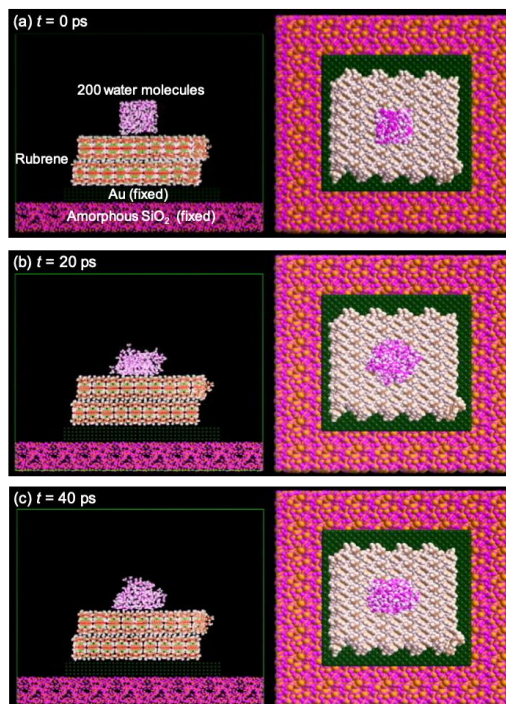 (a) t = 0 ps
200 water molecules
Rubrene
Au (fixed)
Amorphous SiO₂ (fixed)
(b) t = 20 ps
(c) t = 40 ps